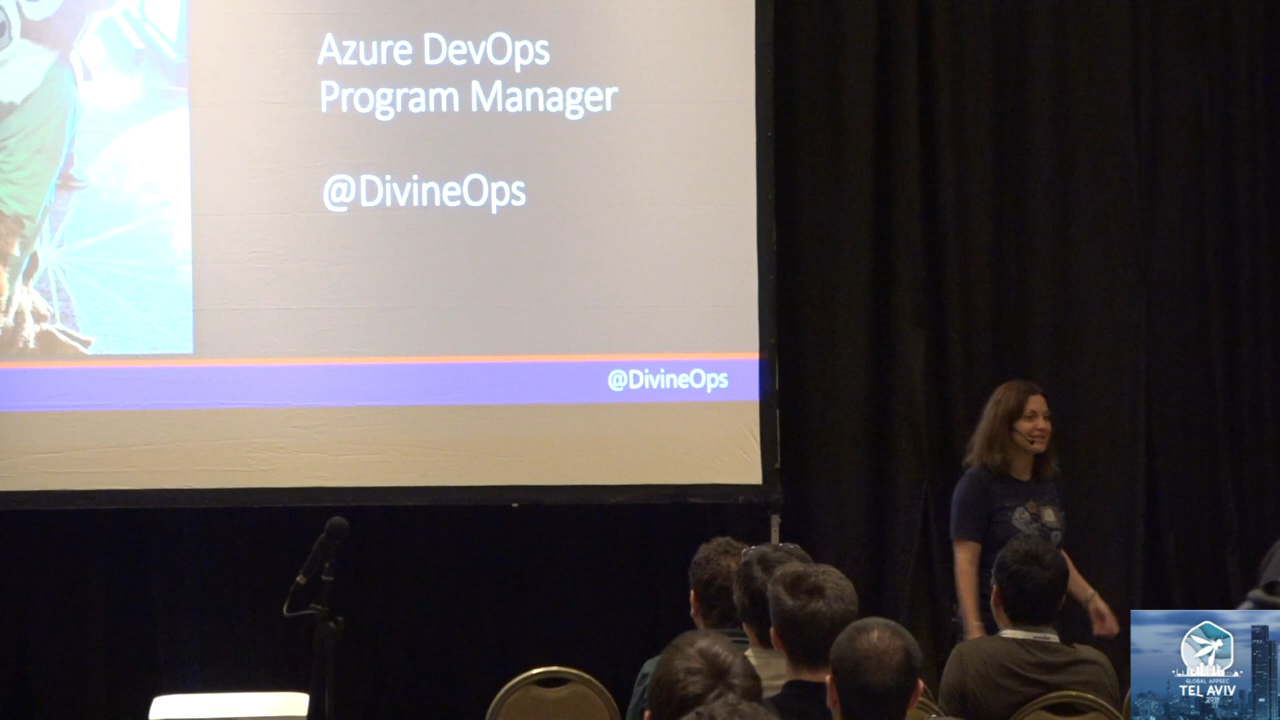 Azure DevOps
Program Manager
@DivineOps
@DivineOps
GLOBAL APPSEC
TEL AVIV